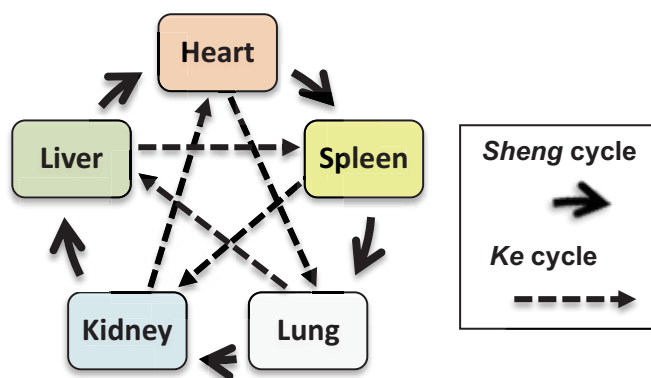 Heart
Liver
Spleen
Kidney
Lung
Sheng cycle
Ke cycle